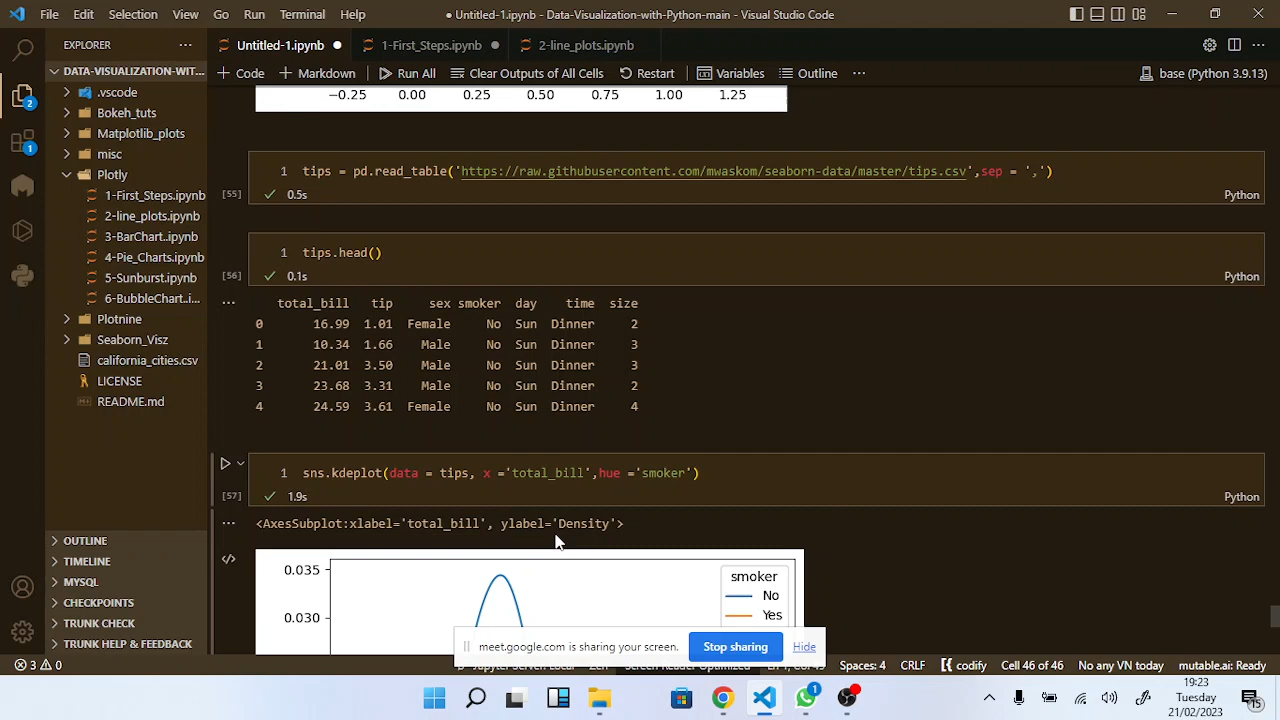 File Edit Selection View Go Run Terminal Help
● Untitled-1.ipynb - Data-Visualization-with-Python-main - Visual Studio Code
EXPLORER
Untitled-1.ipynb
1-First_Steps.ipynb
2-line_plots.ipynb
DATA-VISUALIZATION-WIT...
.vscode
Bokeh_tuts
Matplotlib_plots
misc
Plotly
1-First_Steps.ipynb
2-line_plots.ipynb
3-BarChart..ipynb
4-Pie_Charts.ipynb
5-Sunburst.ipynb
6-BubbleChart..i...
Plotnine
Seaborn_Visz
california_cities.csv
LICENSE
README.md
OUTLINE
TIMELINE
MYSQL
CHECKPOINTS
TRUNK CHECK
TRUNK HELP & FEEDBACK
+ Code + Markdown Run All Clear Outputs of All Cells Restart Variables Outline ... base (Python 3.9.13)
−0.25 0.00 0.25 0.50 0.75 1.00 1.25
1 tips = pd.read_table('https://raw.githubusercontent.com/mwaskom/seaborn-data/master/tips.csv',sep = ',')
[55] 0.5s Python
1 tips.head()
[56] 0.1s Python
total_bill tip sex smoker day time size
0 16.99 1.01 Female No Sun Dinner 2
1 10.34 1.66 Male No Sun Dinner 3
2 21.01 3.50 Male No Sun Dinner 3
3 23.68 3.31 Male No Sun Dinner 2
4 24.59 3.61 Female No Sun Dinner 4
1 sns.kdeplot(data = tips, x ='total_bill',hue ='smoker')
[57] 1.9s Python
<AxesSubplot:xlabel='total_bill', ylabel='Density'>
0.035
0.030
smoker
No
Yes
meet.google.com is sharing your screen. Stop sharing Hide
3 0
Spaces: 4 CRLF codify Cell 46 of 46 No any VN today mutable.ai: Ready
2
1
1
19:23
Tuesday
21/02/2023
15